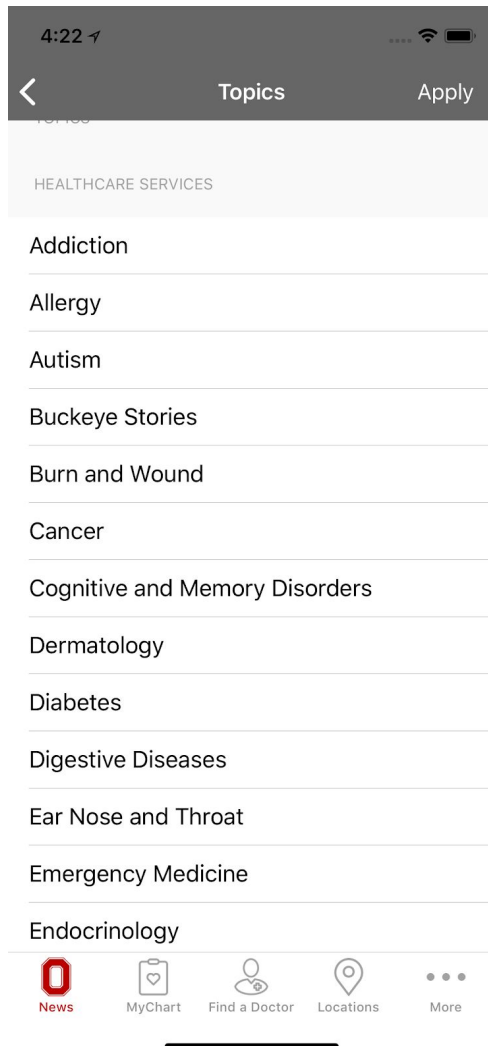 4:22
Topics
Apply
TOPICS
HEALTHCARE SERVICES
Addiction
Allergy
Autism
Buckeye Stories
Burn and Wound
Cancer
Cognitive and Memory Disorders
Dermatology
Diabetes
Digestive Diseases
Ear Nose and Throat
Emergency Medicine
Endocrinology
News
MyChart
Find a Doctor
Locations
More